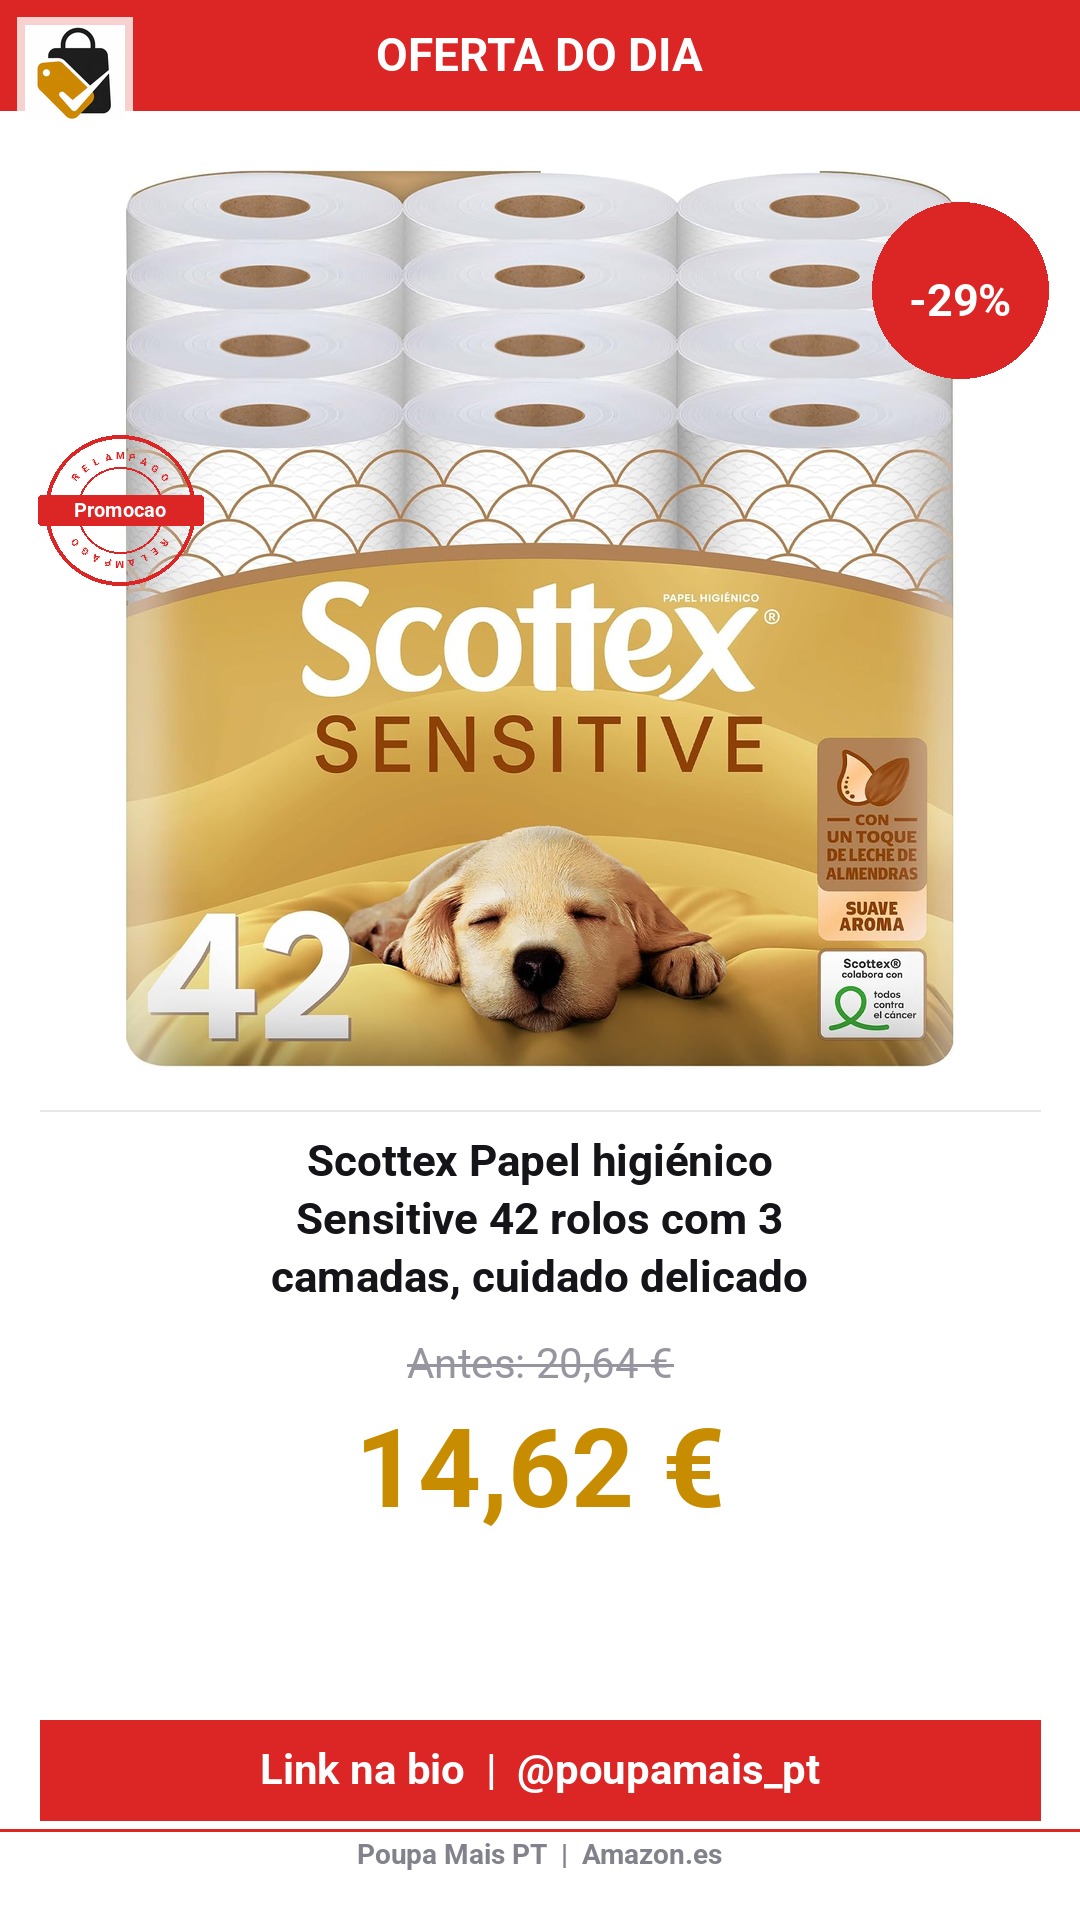 OFERTA DO DIA
-29%
RELAMPAGO
Promocao
RELAMPAGO
PAPEL HIGIÉNICO
Scottex®
SENSITIVE
CON
UN TOQUE
DE LECHE DE
ALMENDRAS
SUAVE
AROMA
Scottex®
colabora con
todos
contra
el cáncer
42
Scottex Papel higiénico
Sensitive 42 rolos com 3
camadas, cuidado delicado
Antes: 20,64 €
14,62 €
Link na bio | @poupamais_pt
Poupa Mais PT | Amazon.es